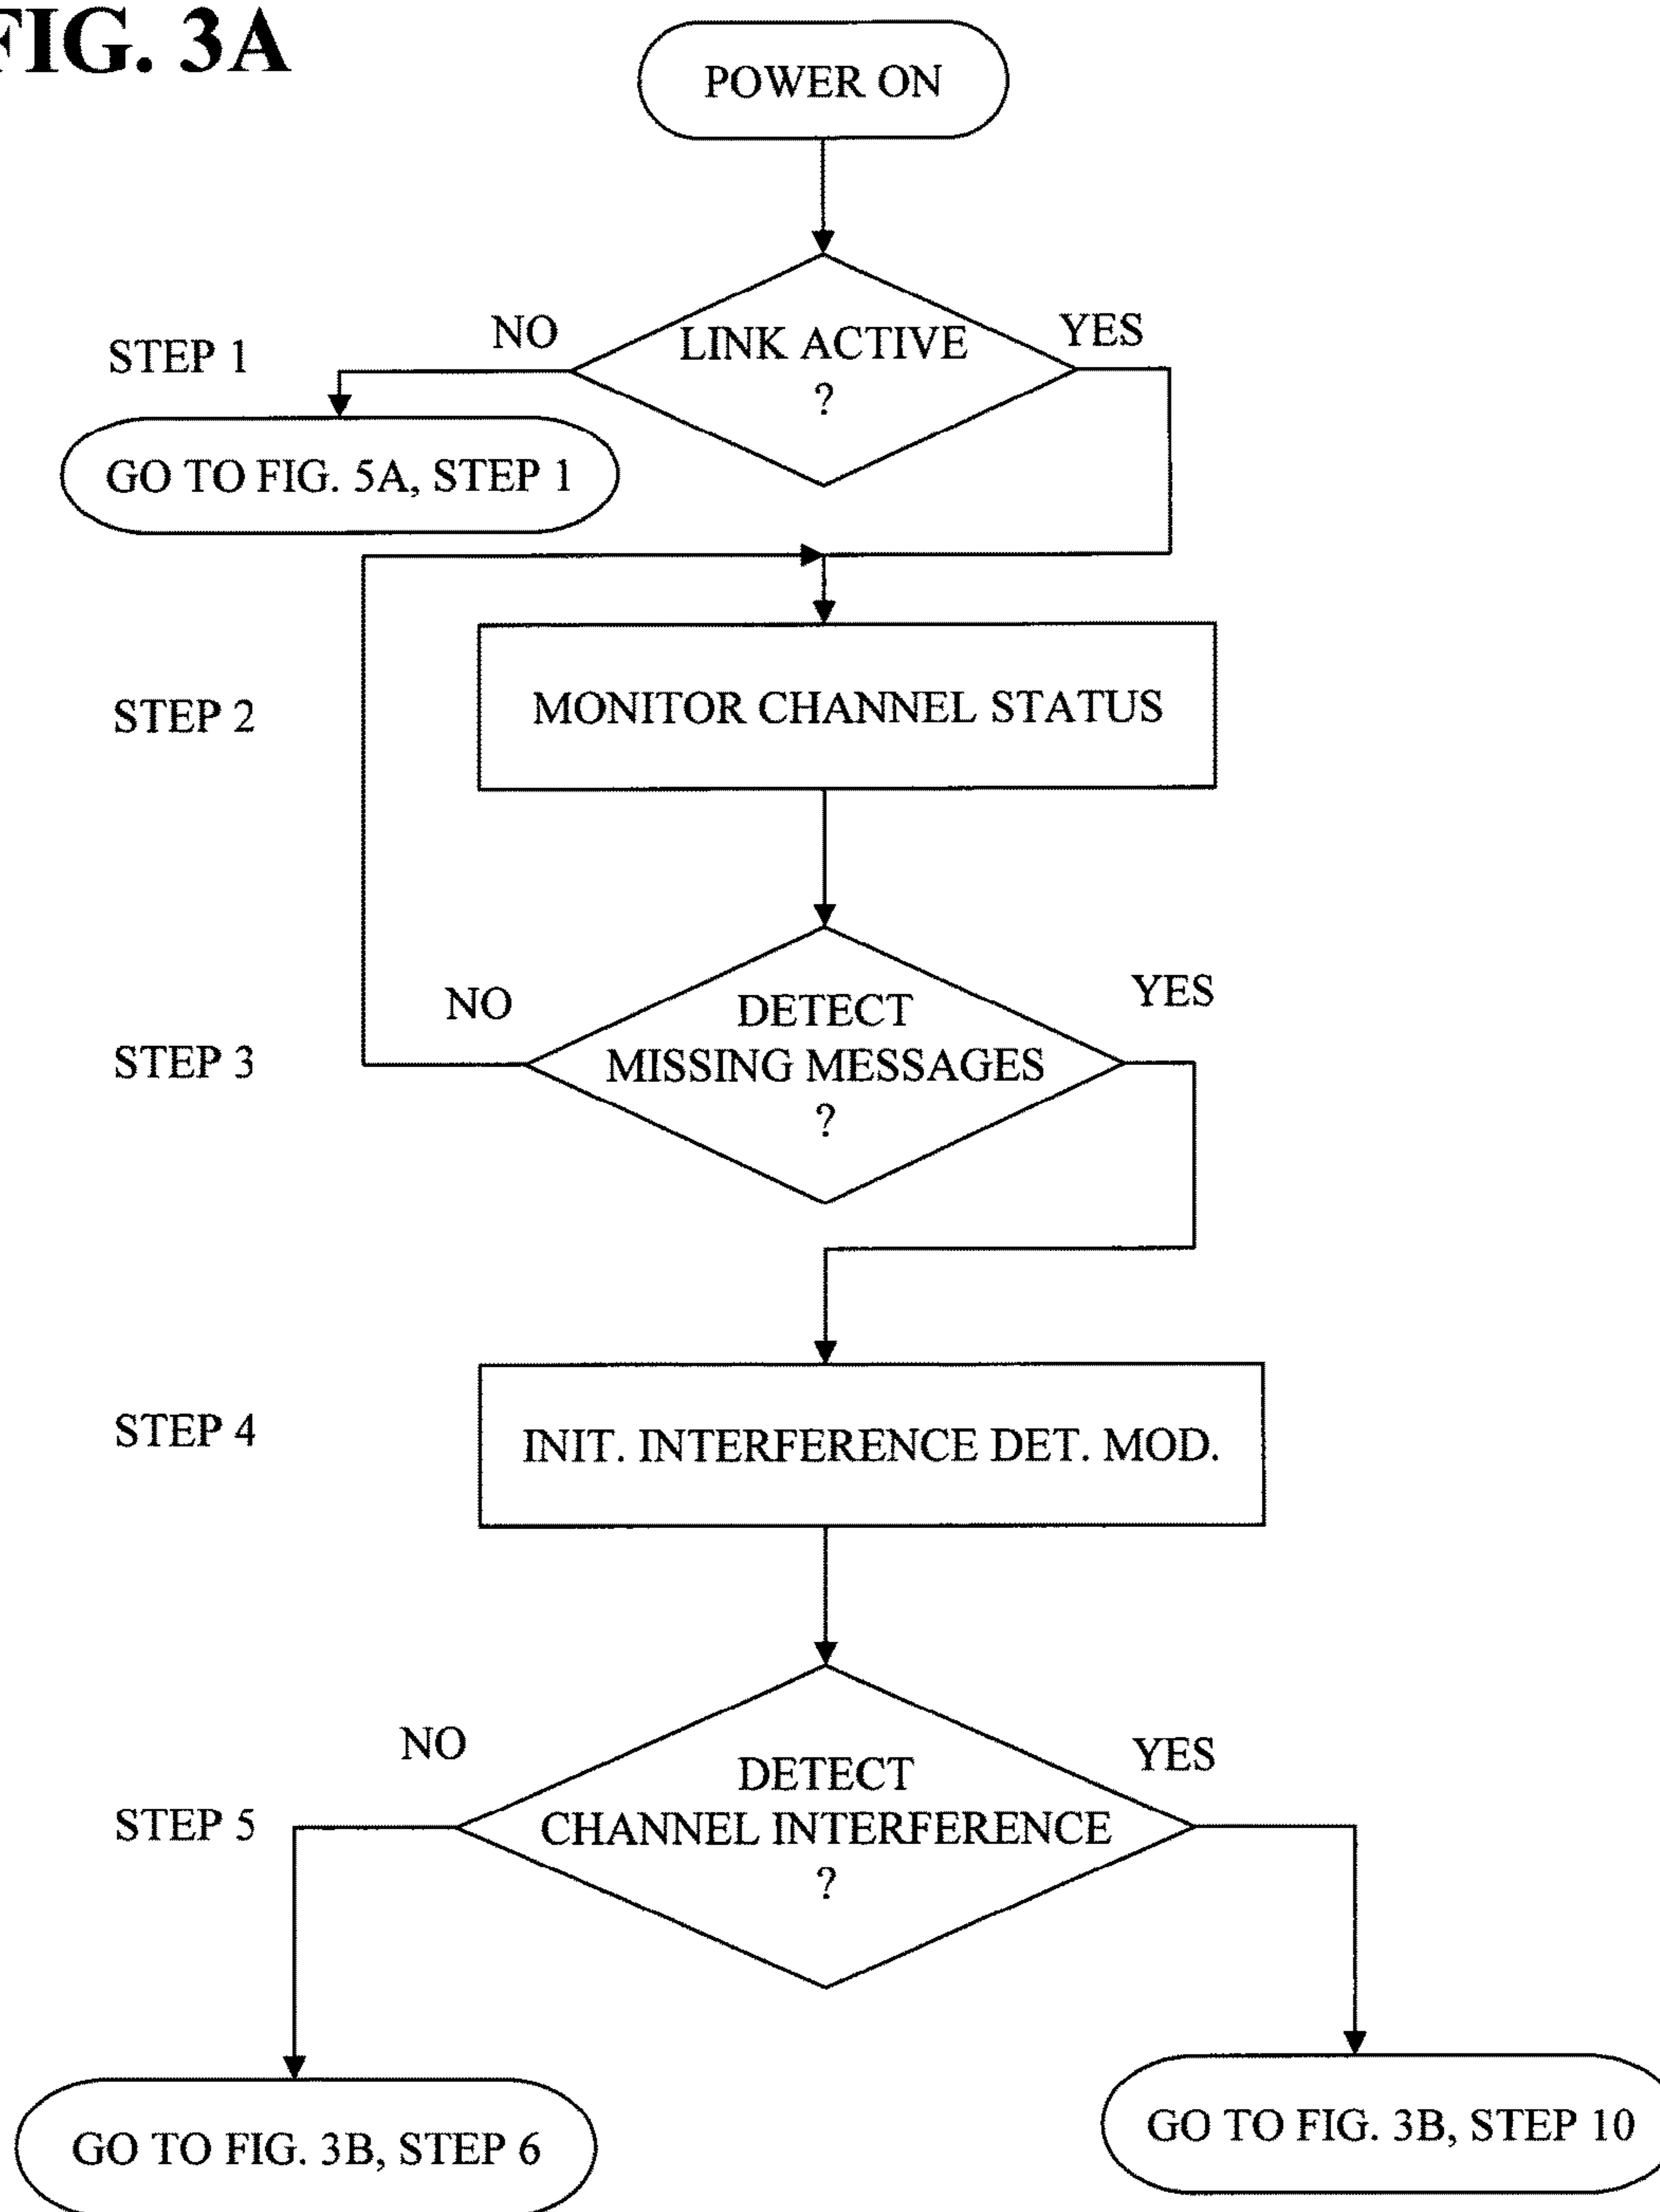 FIG. 3A
POWER ON
NO
YES
STEP 1
LINK ACTIVE
?
GO TO FIG. 5A, STEP 1
STEP 2
MONITOR CHANNEL STATUS
NO
YES
STEP 3
DETECT
MISSING MESSAGES
?
STEP 4
INIT. INTERFERENCE DET. MOD.
NO
YES
STEP 5
DETECT
CHANNEL INTERFERENCE
?
GO TO FIG. 3B, STEP 6
GO TO FIG. 3B, STEP 10